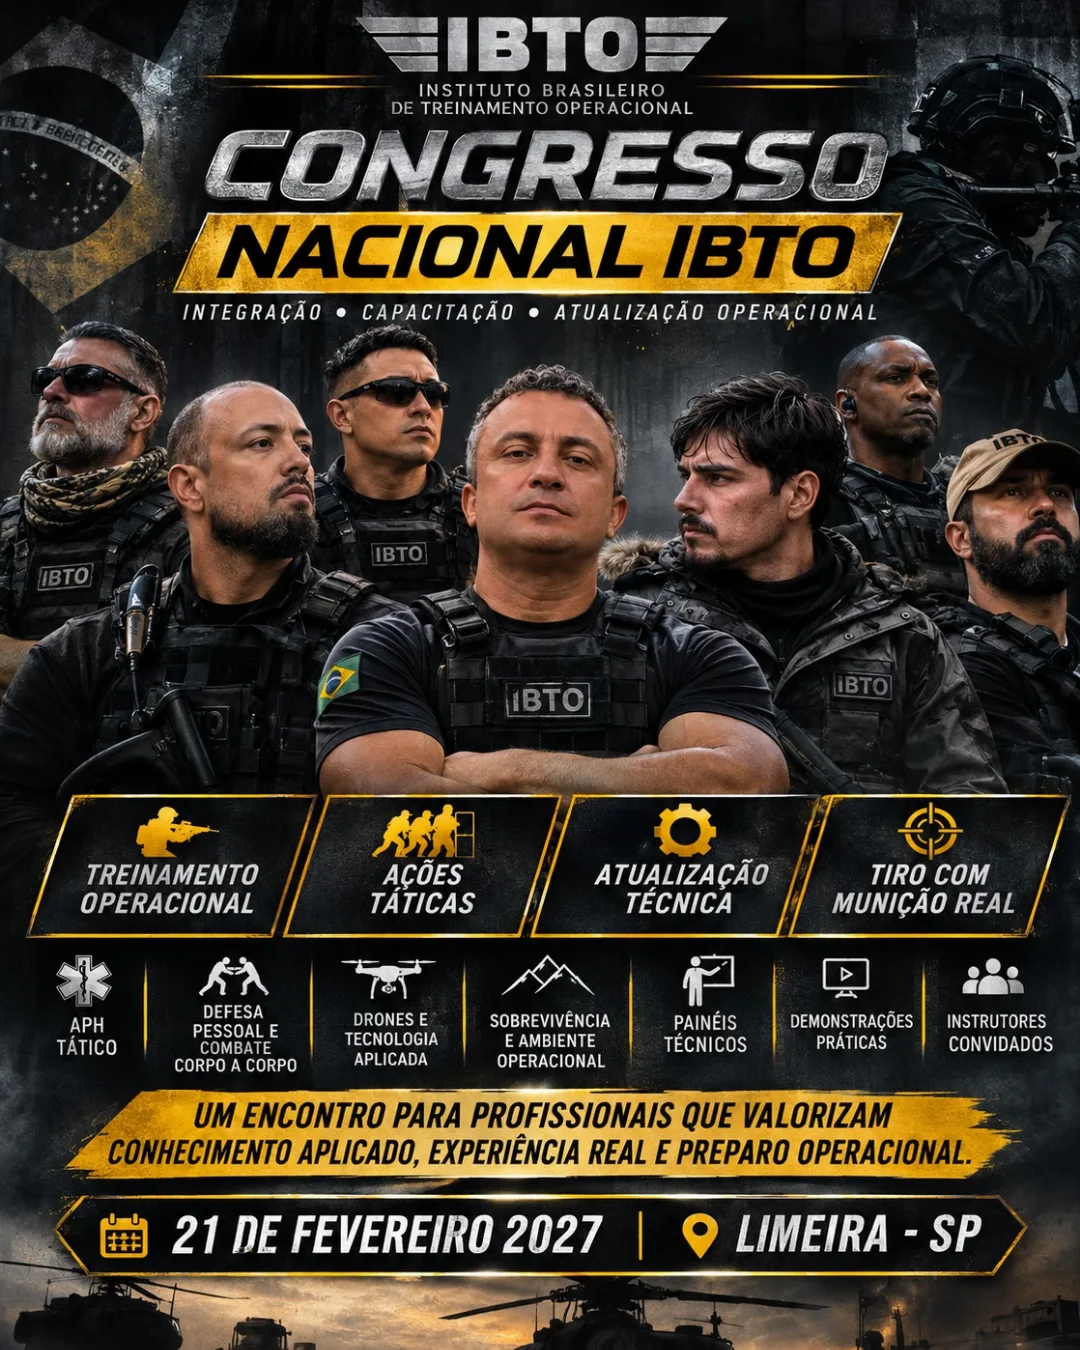 IBTO
INSTITUTO BRASILEIRO
DE TREINAMENTO OPERACIONAL
CONGRESSO
NACIONAL IBTO
INTEGRAÇÃO • CAPACITAÇÃO • ATUALIZAÇÃO OPERACIONAL
IBTO
IBTO
IBTO
IBTO
IBTO
TREINAMENTO
OPERACIONAL
AÇÕES
TÁTICAS
ATUALIZAÇÃO
TÉCNICA
TIRO COM
MUNIÇÃO REAL
APH
TÁTICO
DEFESA
PESSOAL E
COMBATE
CORPO A CORPO
DRONES E
TECNOLOGIA
APLICADA
SOBREVIVÊNCIA
E AMBIENTE
OPERACIONAL
PAINÉIS
TÉCNICOS
DEMONSTRAÇÕES
PRÁTICAS
INSTRUTORES
CONVIDADOS
UM ENCONTRO PARA PROFISSIONAIS QUE VALORIZAM
CONHECIMENTO APLICADO, EXPERIÊNCIA REAL E PREPARO OPERACIONAL.
21 DE FEVEREIRO 2027
LIMEIRA - SP